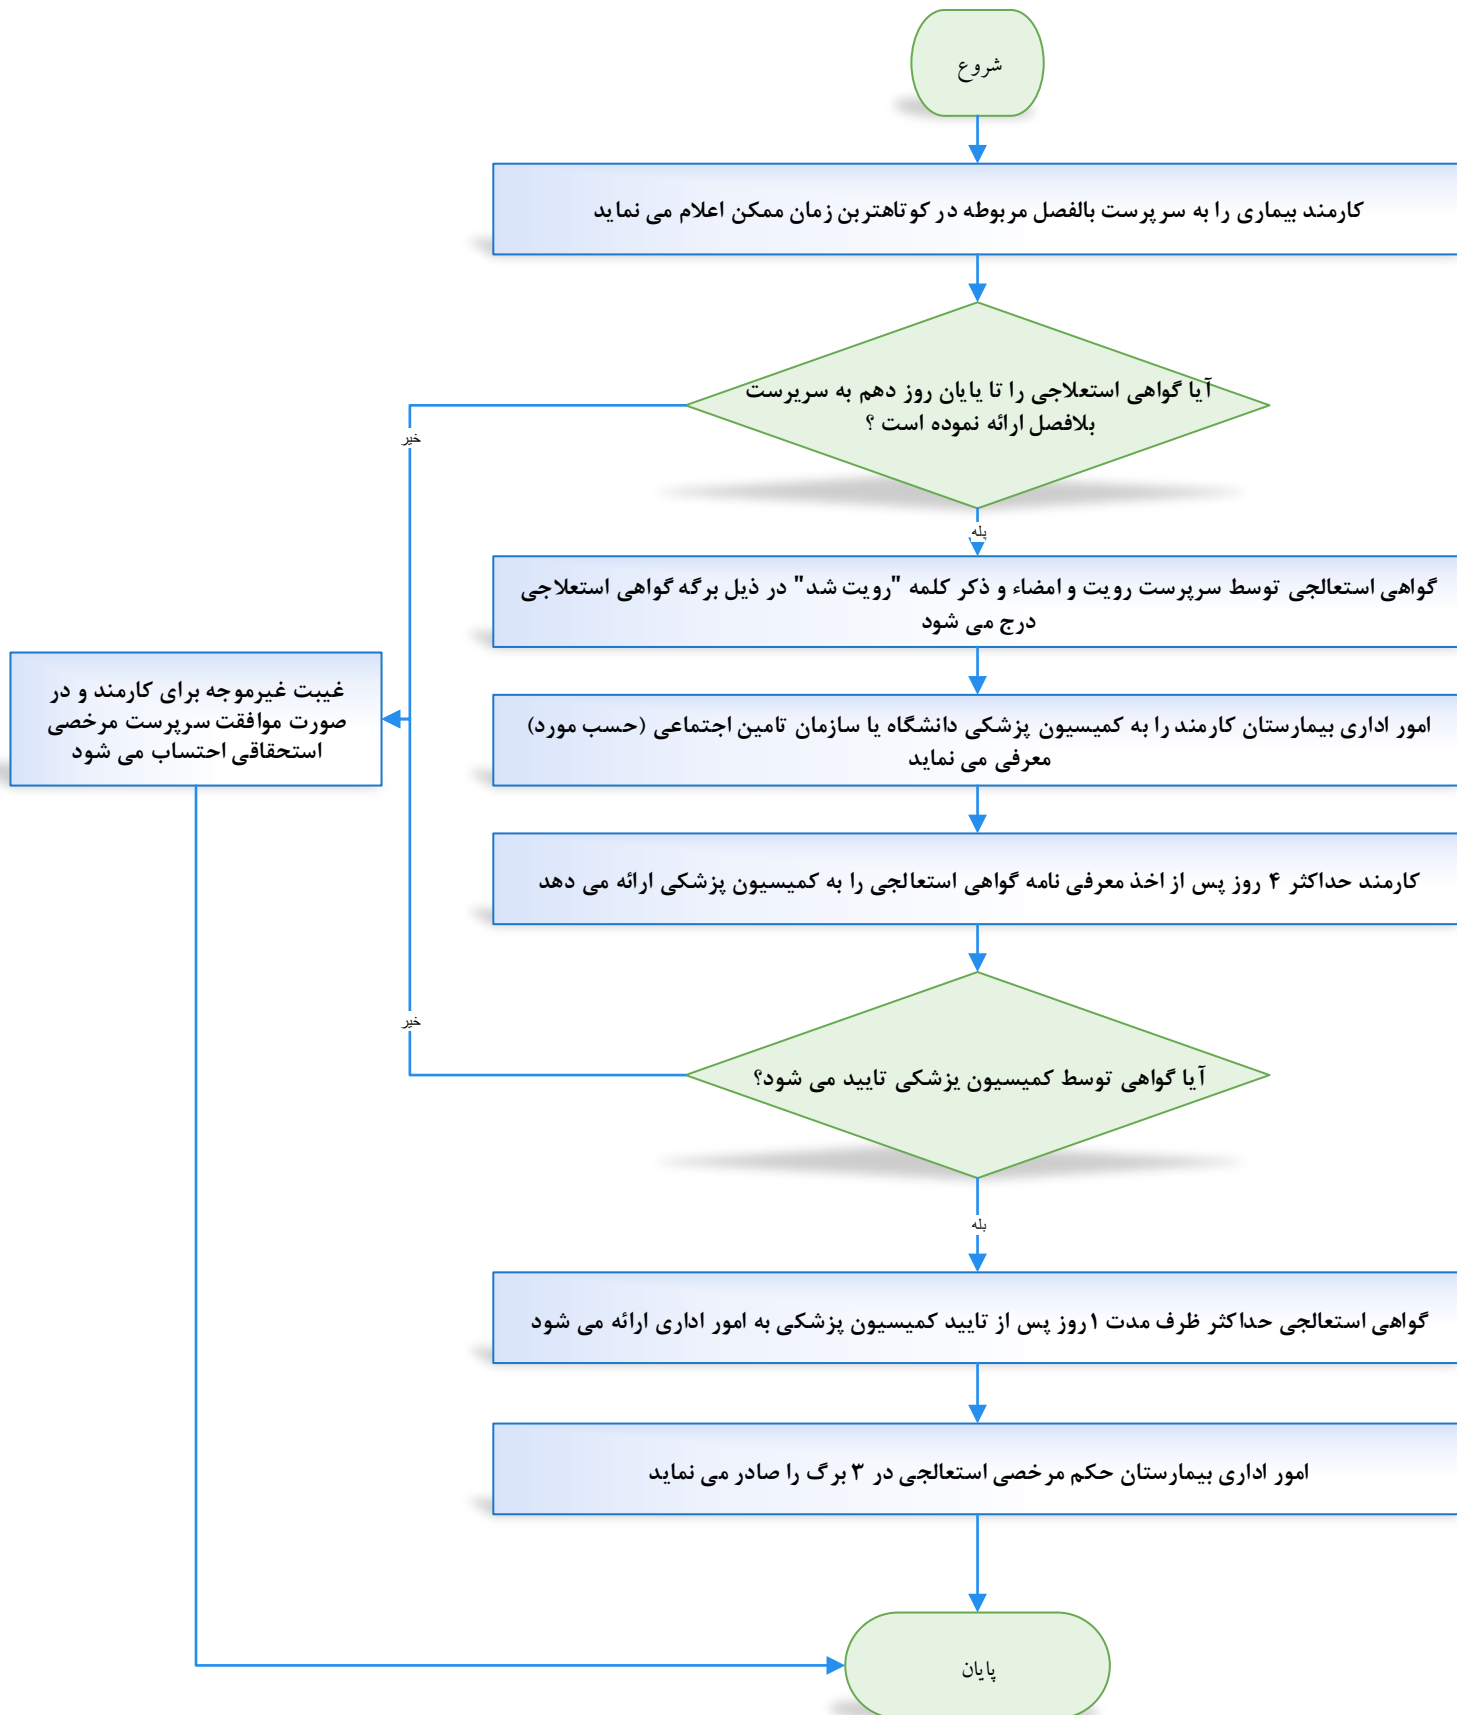 شروع
کارمند بیماری را به سرپرست بالفصل مربوطه در کوتاهترین زمان ممکن اعلام می نماید
آیا گواهی استعلاجی را تا پایان روز دهم به سرپرست
بلافصل ارائه نموده است ؟
خیر
بله
گواهی استعالجی توسط سرپرست رویت و امضاء و ذکر کلمه "رویت شد" در ذیل برگه گواهی استعلاجی
درج می شود
غیبت غیرموجه برای کارمند و در
صورت موافقت سرپرست مرخصی
استحقاقی احتساب می شود
امور اداری بیمارستان کارمند را به کمیسیون پزشکی دانشگاه یا سازمان تامین اجتماعی (حسب مورد)
معرفی می نماید
کارمند حداکثر ۴ روز پس از اخذ معرفی نامه گواهی استعالجی را به کمیسیون پزشکی ارائه می دهد
خیر
آیا گواهی توسط کمیسیون پزشکی تایید می شود؟
بله
گواهی استعالجی حداکثر ظرف مدت ۱روز پس از تایید کمیسیون پزشکی به امور اداری ارائه می شود
امور اداری بیمارستان حکم مرخصی استعالجی در ۳ برگ را صادر می نماید
پایان